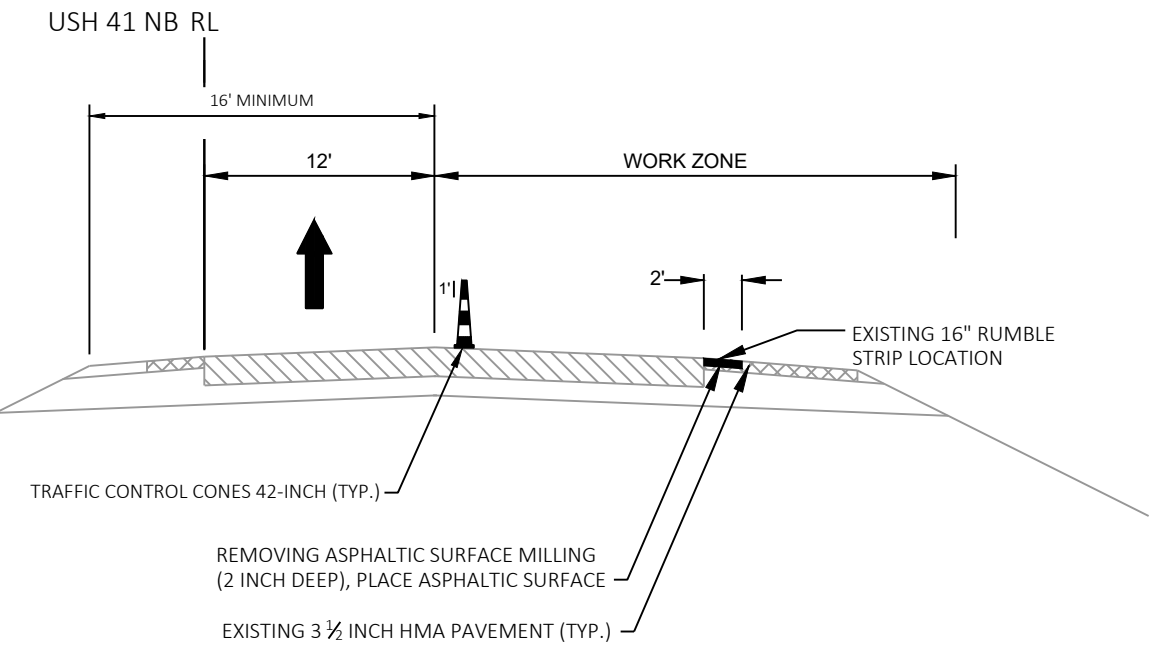 USH 41 NB RL
16' MINIMUM
12'
WORK ZONE
1'
2'
EXISTING 16" RUMBLE
STRIP LOCATION
TRAFFIC CONTROL CONES 42-INCH (TYP.)
REMOVING ASPHALTIC SURFACE MILLING
(2 INCH DEEP), PLACE ASPHALTIC SURFACE
EXISTING 3 1/2 INCH HMA PAVEMENT (TYP.)